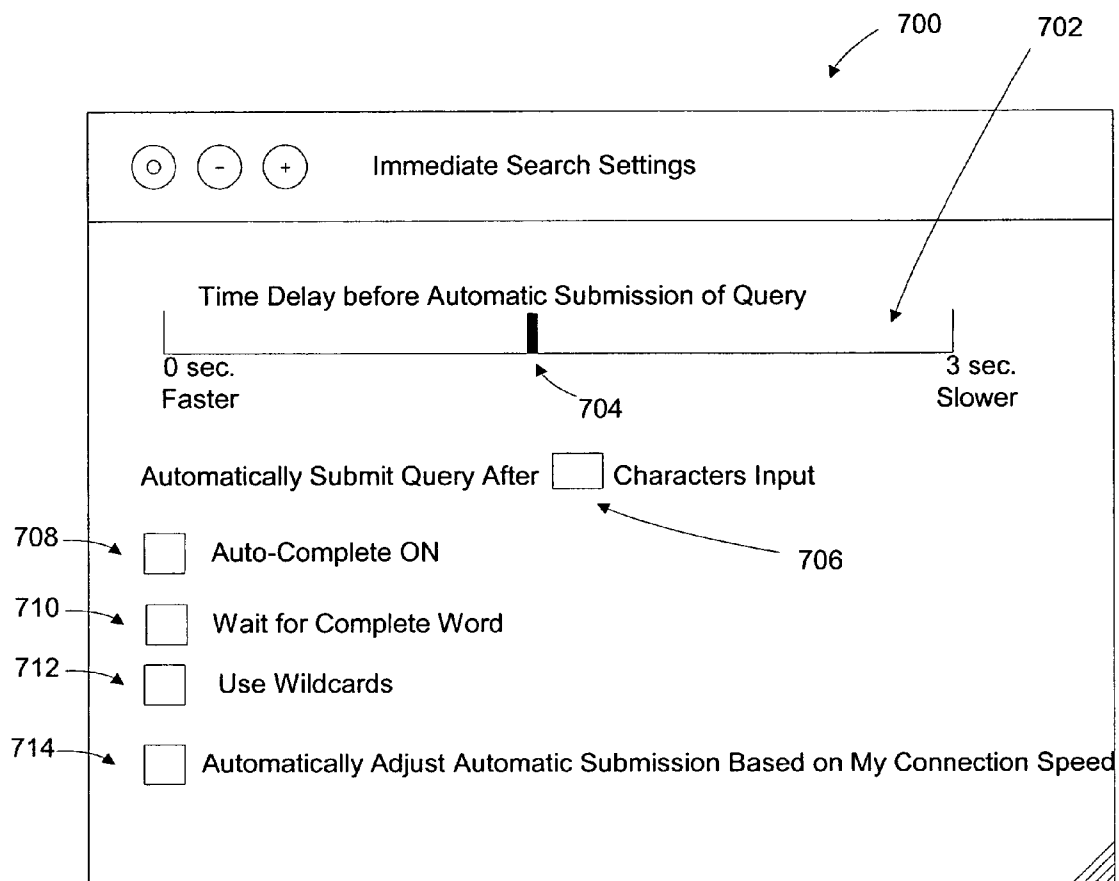 700
702
O - + Immediate Search Settings
Time Delay before Automatic Submission of Query
0 sec. 3 sec.
Faster Slower
704
Automatically Submit Query After Characters Input
706
708 Auto-Complete ON
710 Wait for Complete Word
712 Use Wildcards
714 Automatically Adjust Automatic Submission Based on My Connection Speed